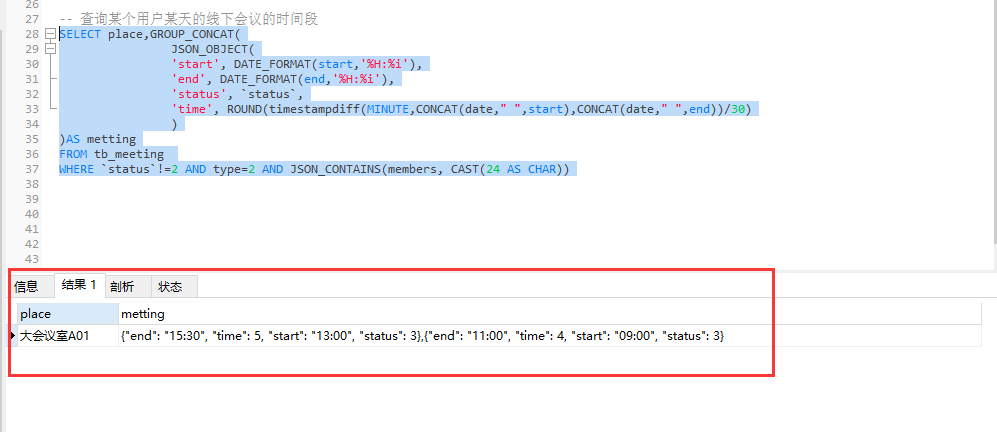 26
27 -- 查询某个用户某天的线下会议的时间段
28 SELECT place,GROUP_CONCAT(
29 JSON_OBJECT(
30 'start', DATE_FORMAT(start,'%H:%i'),
31 'end', DATE_FORMAT(end,'%H:%i'),
32 'status', `status`,
33 'time', ROUND(timestampdiff(MINUTE,CONCAT(date," ",start),CONCAT(date," ",end))/30)
34 )
35 )AS metting
36 FROM tb_meeting
37 WHERE `status`!=2 AND type=2 AND JSON_CONTAINS(members, CAST(24 AS CHAR))
38
39
40
41
42
43
信息 结果 1 剖析 状态
place metting
大会议室A01 {"end": "15:30", "time": 5, "start": "13:00", "status": 3},{"end": "11:00", "time": 4, "start": "09:00", "status": 3}